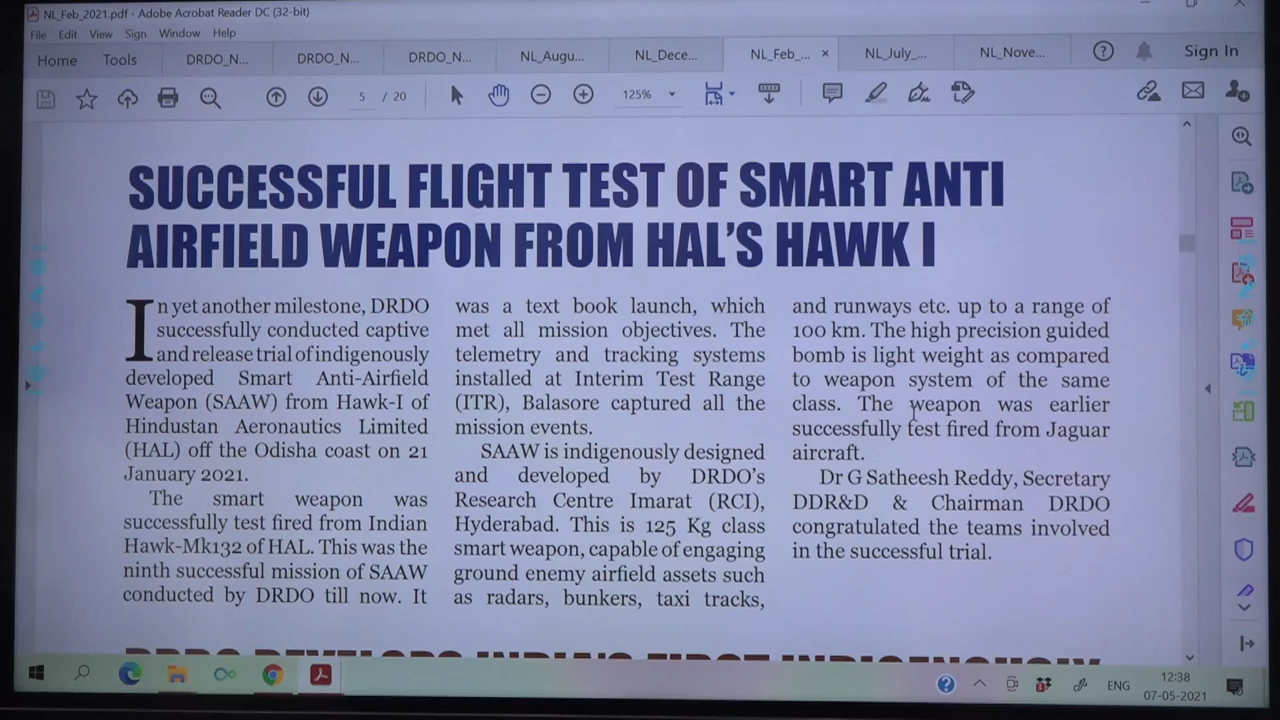 NL_Feb_2021.pdf - Adobe Acrobat Reader DC (32-bit)
File Edit View Sign Window Help
Home Tools DRDO_N... DRDO_N... DRDO_N... NL_Augu... NL_Dece... NL_Feb_... × NL_July_... NL_Nove... Sign In
5 / 20 125%
SUCCESSFUL FLIGHT TEST OF SMART ANTI
AIRFIELD WEAPON FROM HAL'S HAWK I
In yet another milestone, DRDO
successfully conducted captive
and release trial of indigenously
developed Smart Anti-Airfield
Weapon (SAAW) from Hawk-I of
Hindustan Aeronautics Limited
(HAL) off the Odisha coast on 21
January 2021.
The smart weapon was
successfully test fired from Indian
Hawk-Mk132 of HAL. This was the
ninth successful mission of SAAW
conducted by DRDO till now. It
was a text book launch, which
met all mission objectives. The
telemetry and tracking systems
installed at Interim Test Range
(ITR), Balasore captured all the
mission events.
SAAW is indigenously designed
and developed by DRDO's
Research Centre Imarat (RCI),
Hyderabad. This is 125 Kg class
smart weapon, capable of engaging
ground enemy airfield assets such
as radars, bunkers, taxi tracks,
and runways etc. up to a range of
100 km. The high precision guided
bomb is light weight as compared
to weapon system of the same
class. The weapon was earlier
successfully test fired from Jaguar
aircraft.
Dr G Satheesh Reddy, Secretary
DDR&D & Chairman DRDO
congratulated the teams involved
in the successful trial.
DRDO DEVELOPS INDIA'S FIRST INDIGENOUSLY
ENG
12:38
07-05-2021